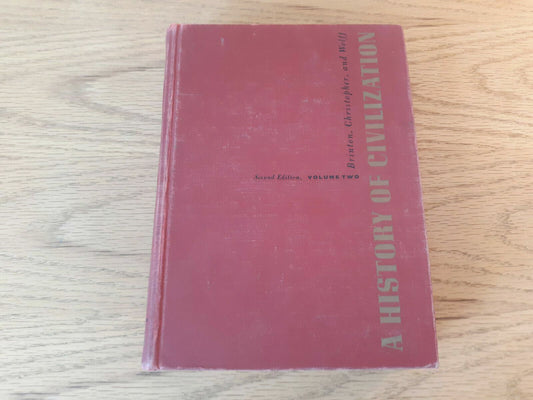 A HISTORY OF CIVILIZATION
Brinton, Christopher, and Wolff
Second Edition, VOLUME TWO